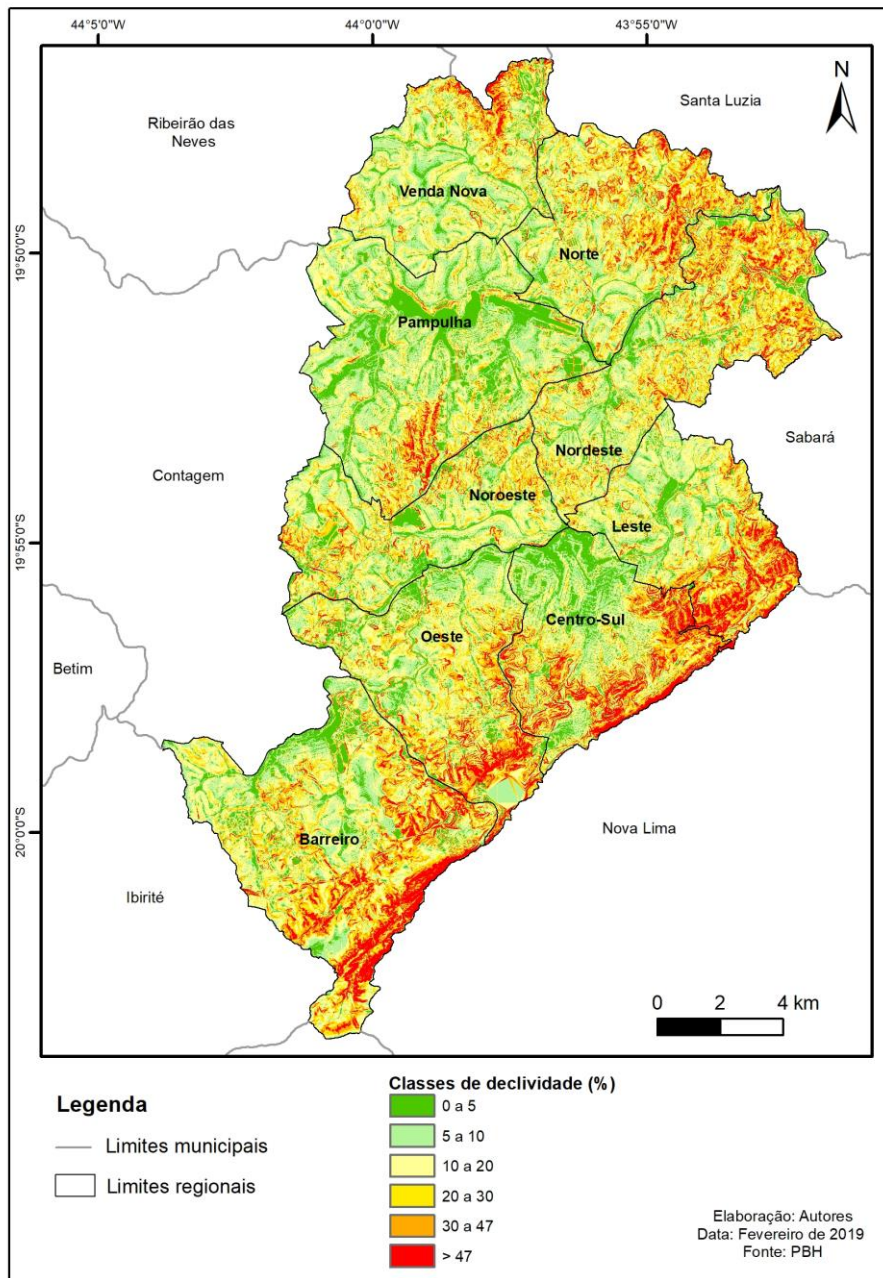 44°5'0"W
44°0'0"W
43°55'0"W
N
Santa Luzia
Ribeirão das
Neves
Venda Nova
19°50'0"S
Norte
Pampulha
Sabará
Contagem
Nordeste
Noroeste
Leste
19°55'0"S
Centro-Sul
Oeste
Betim
20°0'0"S
Barreiro
Nova Lima
Ibirité
0 2 4 km
Legenda
Limites municipais
Limites regionais
Classes de declividade (%)
0 a 5
5 a 10
10 a 20
20 a 30
30 a 47
> 47
Elaboração: Autores
Data: Fevereiro de 2019
Fonte: PBH